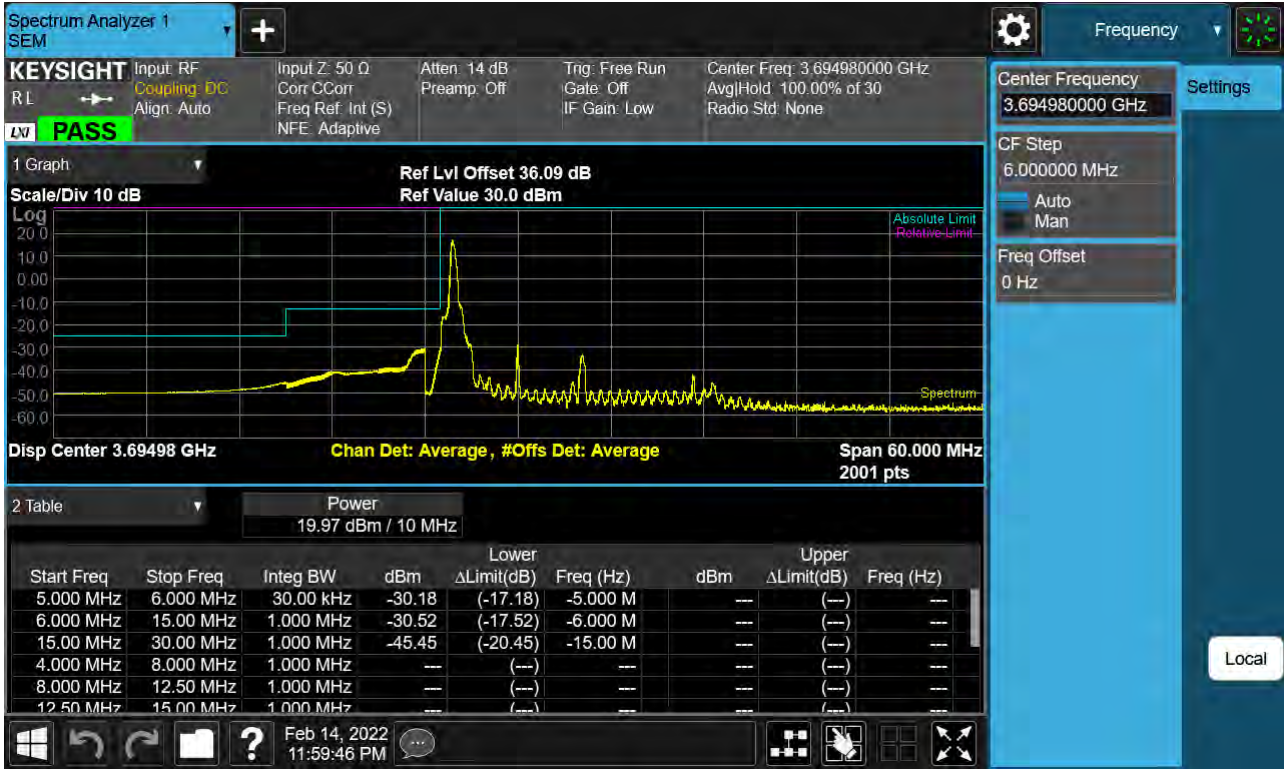 Spectrum Analyzer 1
SEM
+
Frequency
KEYSIGHT
R L
LXI PASS
Input: RF
Coupling: DC
Align: Auto
Input Z: 50 Ω
Corr CCorr
Freq Ref: Int (S)
NFE: Adaptive
Atten: 14 dB
Preamp: Off
Trig: Free Run
Gate: Off
IF Gain: Low
Center Freq: 3.694980000 GHz
Avg|Hold: 100.00% of 30
Radio Std: None
Center Frequency
3.694980000 GHz
Settings
CF Step
6.000000 MHz
Auto
Man
Freq Offset
0 Hz
1 Graph
Ref Lvl Offset 36.09 dB
Scale/Div 10 dB
Ref Value 30.0 dBm
Log
Absolute Limit
Relative Limit
20.0
10.0
0.00
-10.0
-20.0
-30.0
-40.0
-50.0
-60.0
Spectrum
Disp Center 3.69498 GHz
Chan Det: Average, #Offs Det: Average
Span 60.000 MHz
2001 pts
2 Table
Power
19.97 dBm / 10 MHz
Lower Upper
Start Freq Stop Freq Integ BW dBm ΔLimit(dB) Freq (Hz) dBm ΔLimit(dB) Freq (Hz)
5.000 MHz 6.000 MHz 30.00 kHz -30.18 (-17.18) -5.000 M --- (---) ---
6.000 MHz 15.00 MHz 1.000 MHz -30.52 (-17.52) -6.000 M --- (---) ---
15.00 MHz 30.00 MHz 1.000 MHz -45.45 (-20.45) -15.00 M --- (---) ---
4.000 MHz 8.000 MHz 1.000 MHz --- (---) --- --- (---) ---
8.000 MHz 12.50 MHz 1.000 MHz --- (---) --- --- (---) ---
12.50 MHz 15.00 MHz 1.000 MHz --- (---) --- --- (---) ---
Local
?
Feb 14, 2022
11:59:46 PM